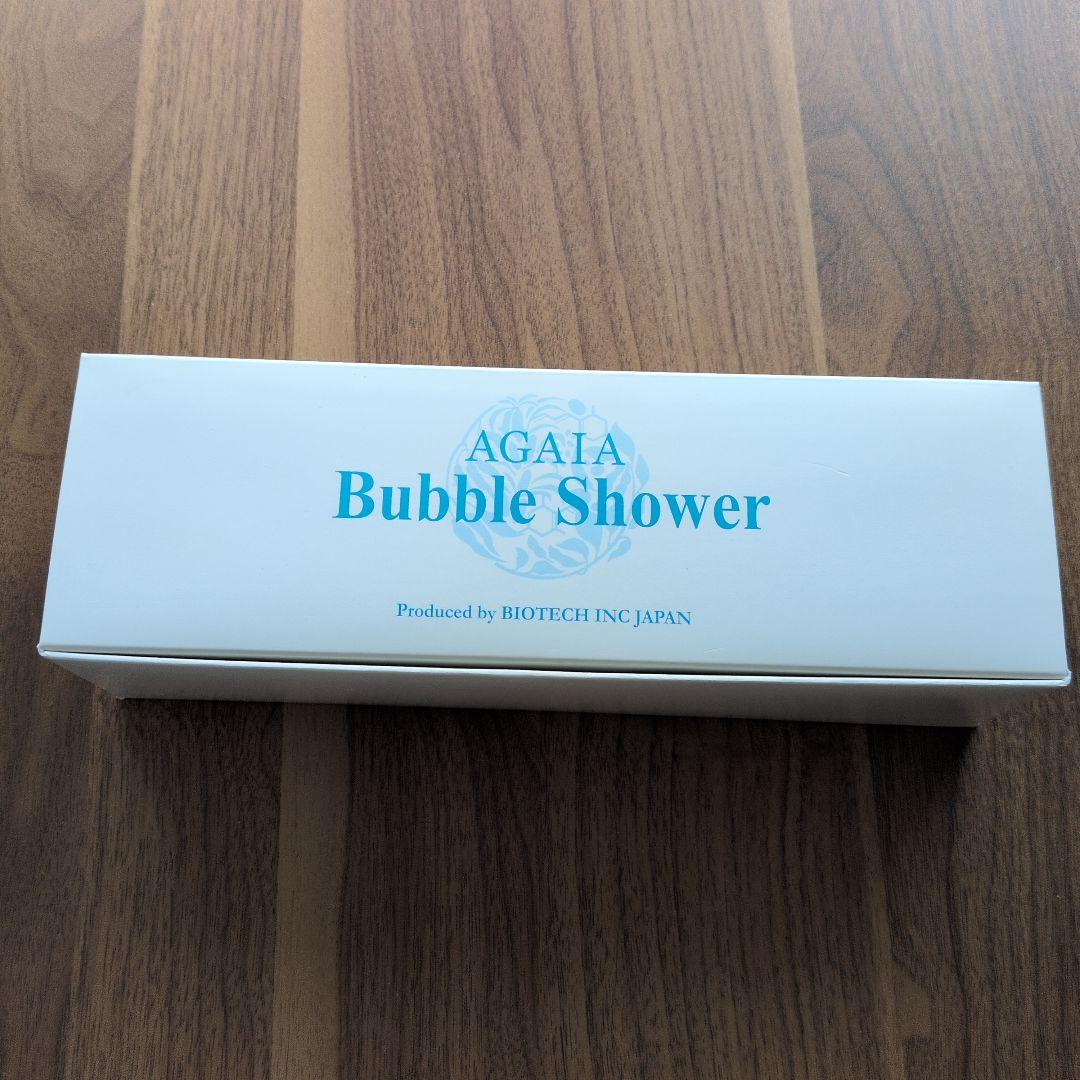 AGAIA
Bubble Shower
Produced by BIOTECH INC JAPAN